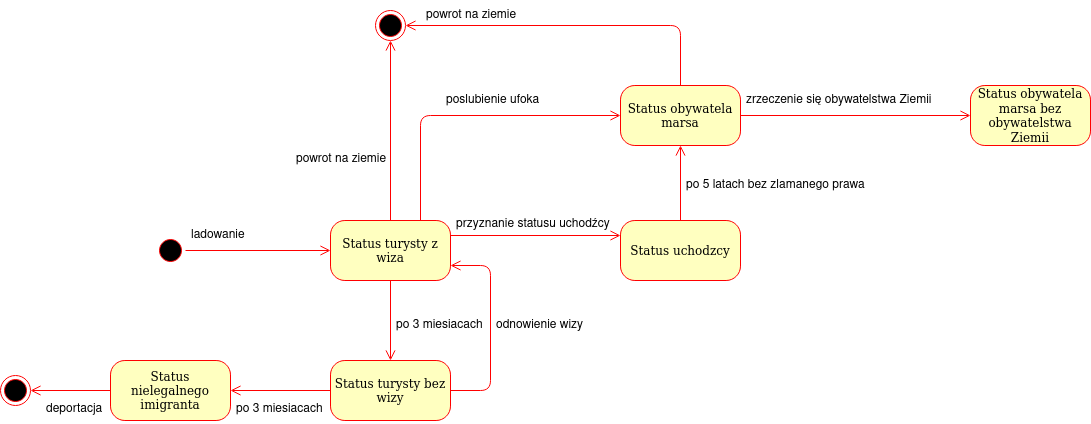 powrot na ziemie
poslubienie ufoka
Status obywatela
marsa
zrzeczenie się obywatelstwa Ziemii
Status obywatela
marsa bez
obywatelstwa
Ziemii
powrot na ziemie
po 5 latach bez zlamanego prawa
ladowanie
Status turysty z
wiza
przyznanie statusu uchodźcy
Status uchodzcy
po 3 miesiacach
odnowienie wizy
Status
nielegalnego
imigranta
Status turysty bez
wizy
deportacja
po 3 miesiacach